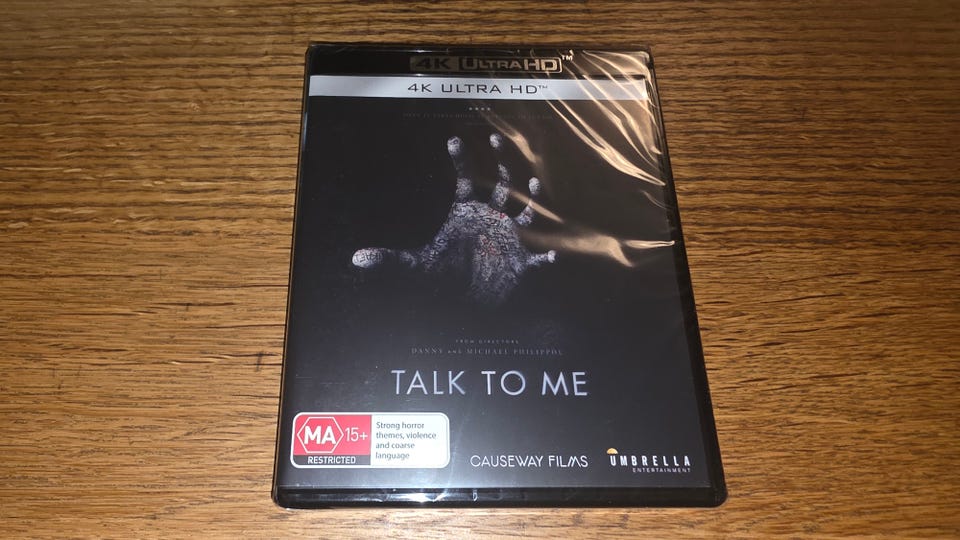 4K ULTRA HD™
4K ULTRA HD™
★★★★
FROM DIRECTORS
DANNY AND MICHAEL PHILIPPOU
TALK TO ME
MA 15+
RESTRICTED
Strong horror
themes, violence
and coarse
language
CAUSEWAY FILMS
UMBRELLA
ENTERTAINMENT